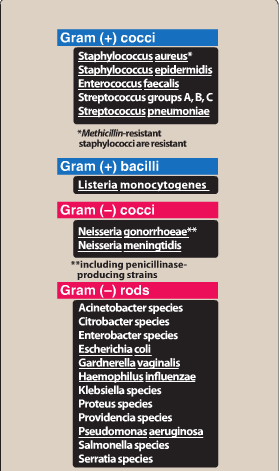 Gram (+) cocci
Staphylococcus aureus*
Staphylococcus epidermidis
Enterococcus faecalis
Streptococcus groups A, B, C
Streptococcus pneumoniae
*Methicillin-resistant
staphylococci are resistant
Gram (+) bacilli
Listeria monocytogenes
Gram (–) cocci
Neisseria gonorrhoeae**
Neisseria meningtidis
**including penicillinase-
producing strains
Gram (–) rods
Acinetobacter species
Citrobacter species
Enterobacter species
Escherichia coli
Gardnerella vaginalis
Haemophilus influenzae
Klebsiella species
Proteus species
Providencia species
Pseudomonas aeruginosa
Salmonella species
Serratia species